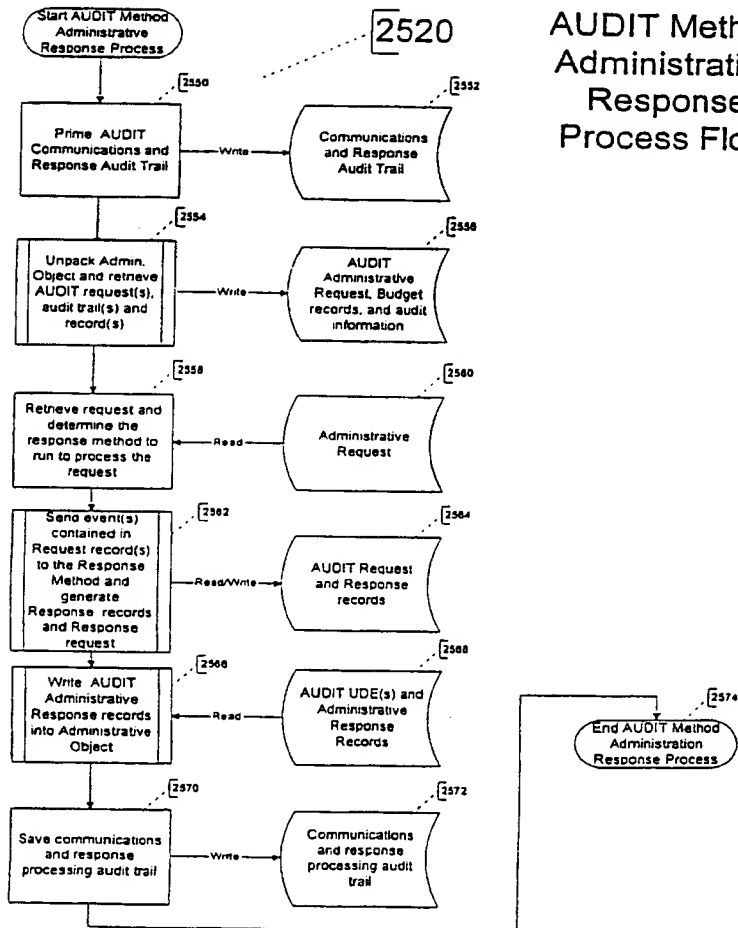 Start AUDIT Method
Administrative
Response Process
2520
AUDIT Meth
Administrati
Response
Process Flo
2550
Prime AUDIT
Communications and
Response Audit Trail
Write
2552
Communications
and Response
Audit Trail
2554
Unpack Admin.
Object and retrieve
AUDIT request(s),
audit trail(s) and
record(s)
Write
2556
AUDIT
Administrative
Request, Budget
records, and audit
information
2558
Retrieve request and
determine the
response method to
run to process the
request
Read
2560
Administrative
Request
2562
Send event(s)
contained in
Request record(s)
to the Response
Method and
generate
Response records
and Response
request
Read/Write
2564
AUDIT Request
and Response
records
2566
Write AUDIT
Administrative
Response records
into Administrative
Object
Read
2568
AUDIT UDE(s) and
Administrative
Response
Records
2570
Save communications
and response
processing audit trail
Write
2572
Communications
and response
processing audit
trail
2574
End AUDIT Method
Administration
Response Process